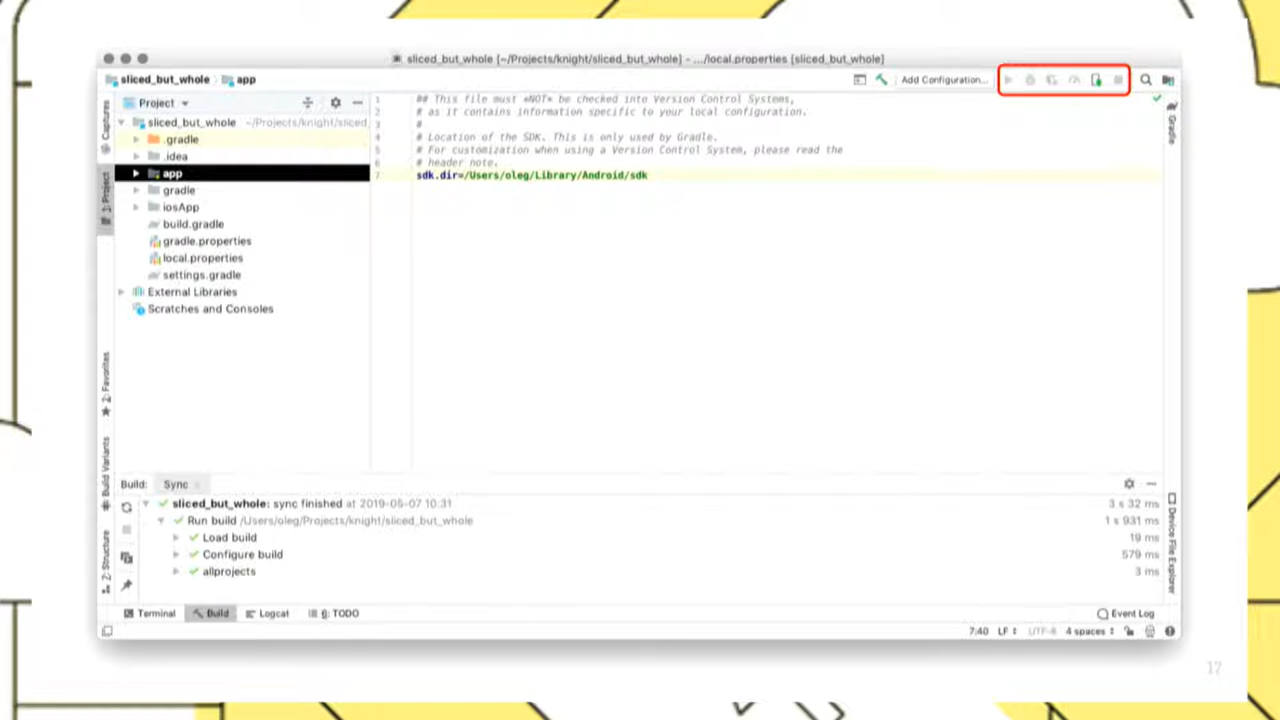 sliced_but_whole [~/Projects/knight/sliced_but_whole] - .../local.properties [sliced_but_whole]
sliced_but_whole app
Add Configuration...
Captures
1: Project
2: Favorites
Build Variants
Z: Structure
Project
sliced_but_whole ~/Projects/knight/sliced_
.gradle
.idea
app
gradle
iosApp
build.gradle
gradle.properties
local.properties
settings.gradle
External Libraries
Scratches and Consoles
1 ## This file must *NOT* be checked into Version Control Systems,
2 # as it contains information specific to your local configuration.
3 #
4 # Location of the SDK. This is only used by Gradle.
5 # For customization when using a Version Control System, please read the
6 # header note.
7 sdk.dir=/Users/oleg/Library/Android/sdk
Gradle
Device File Explorer
Build: Sync
sliced_but_whole: sync finished at 2019-05-07 10:31 3 s 32 ms
Run build /Users/oleg/Projects/knight/sliced_but_whole 1 s 931 ms
Load build 19 ms
Configure build 579 ms
allprojects 3 ms
Terminal Build Logcat 6: TODO Event Log
7:40 LF UTF-8 4 spaces
17